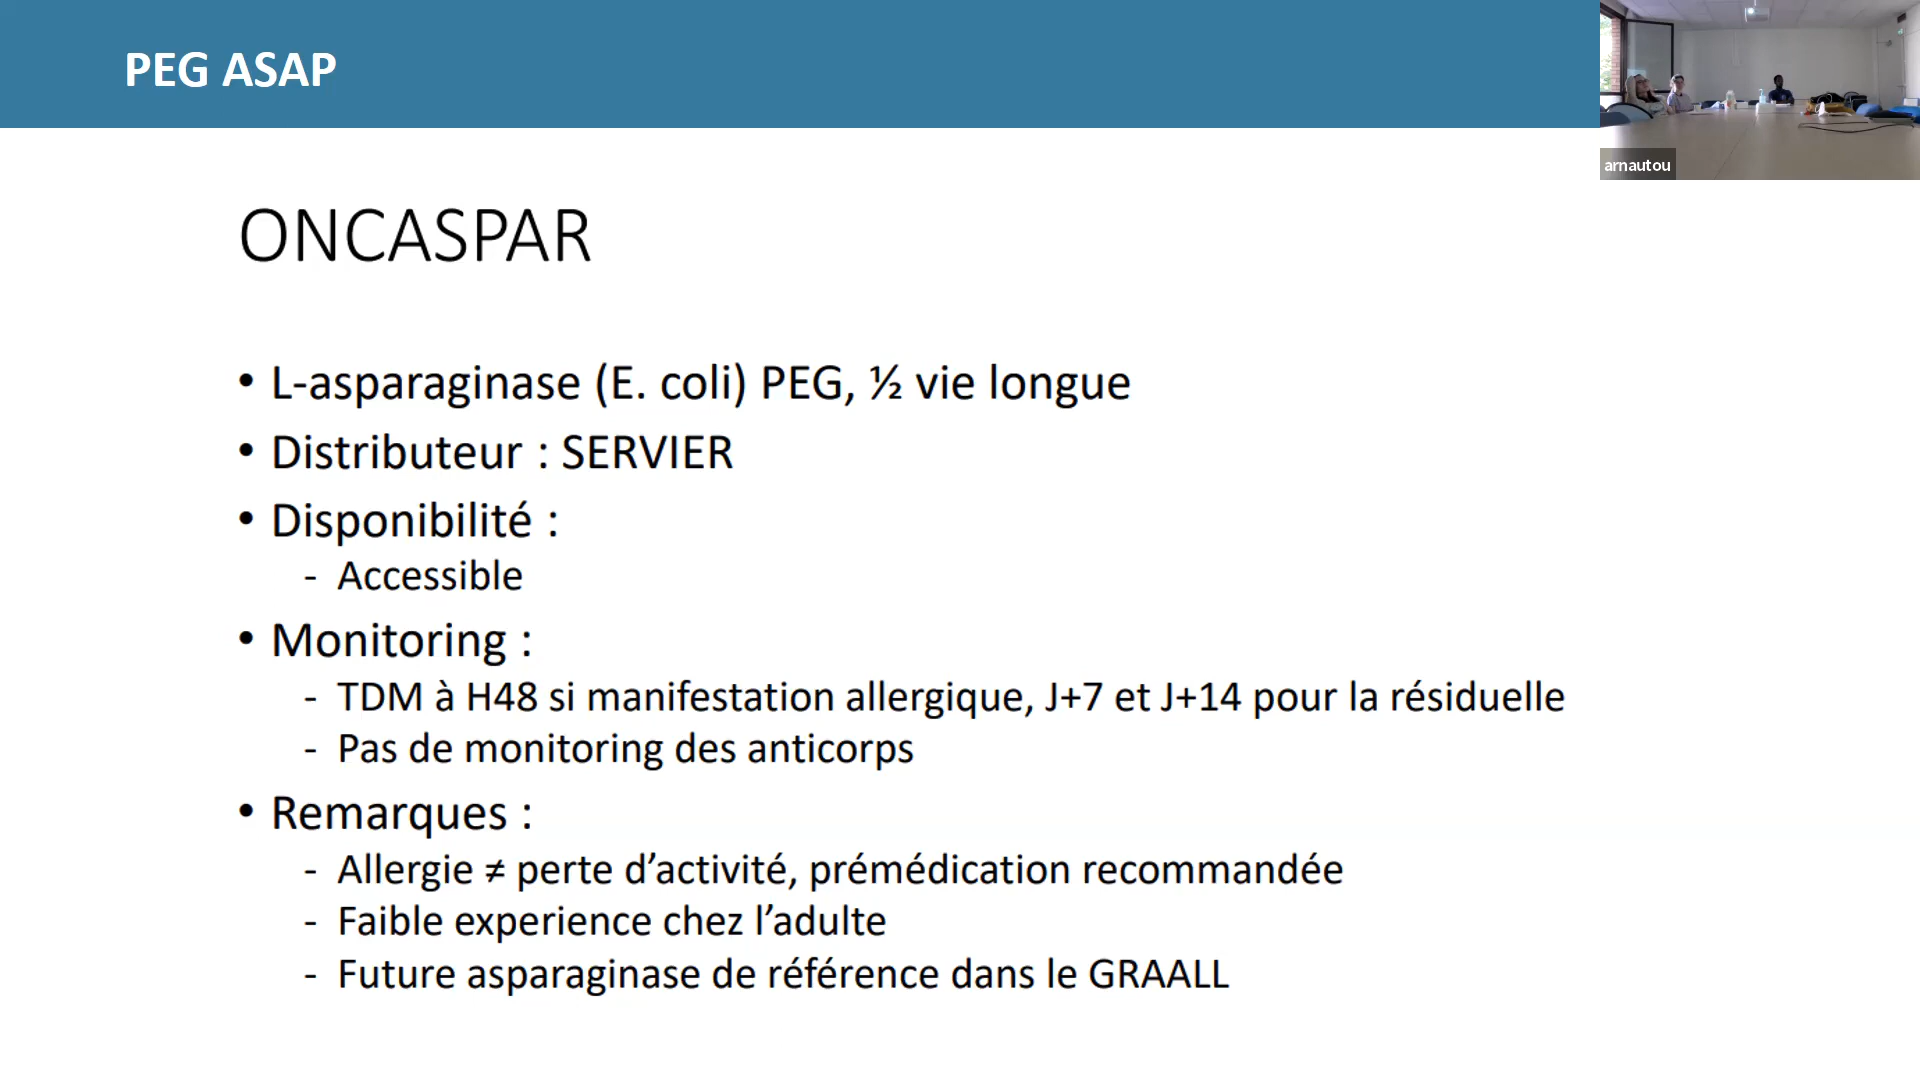 PEG ASAP
arnautou
ONCASPAR
• L-asparaginase (E. coli) PEG, ½ vie longue
• Distributeur : SERVIER
• Disponibilité :
- Accessible
• Monitoring :
- TDM à H48 si manifestation allergique, J+7 et J+14 pour la résiduelle
- Pas de monitoring des anticorps
• Remarques :
- Allergie ≠ perte d’activité, prémédication recommandée
- Faible experience chez l’adulte
- Future asparaginase de référence dans le GRAALL